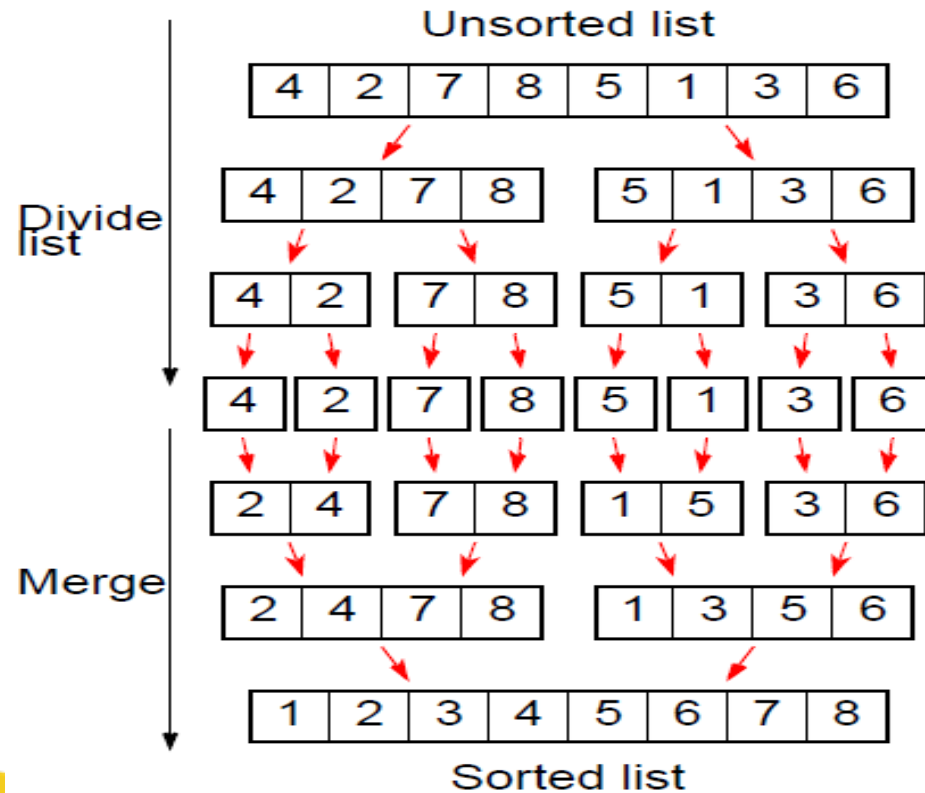 Unsorted list
4 2 7 8 5 1 3 6
4 2 7 8 5 1 3 6
Divide
list
4 2 7 8 5 1 3 6
4 2 7 8 5 1 3 6
2 4 7 8 1 5 3 6
Merge
2 4 7 8 1 3 5 6
1 2 3 4 5 6 7 8
Sorted list